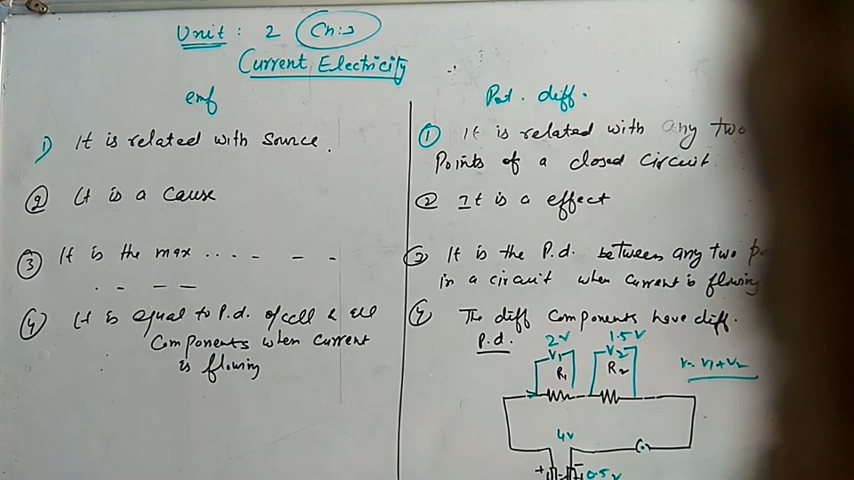 Unit : 2 Ch:3
Current Electricity
emf
1) It is related with Source.
② It is a cause
③ It is the max .... - - -
. - - -
④ It is equal to P.d. of cell & all
Components when current
is flowing
Pot. diff.
① It is related with any two
Points of a closed circuit.
② It is a effect
③ It is the P.d. between any two
in a circuit when current is flowing
④ The diff Components have diff.
P.d.
2V 1.5V
V1 V2
R1 R2
V = V1+V2
4V
+ -
0.5 V